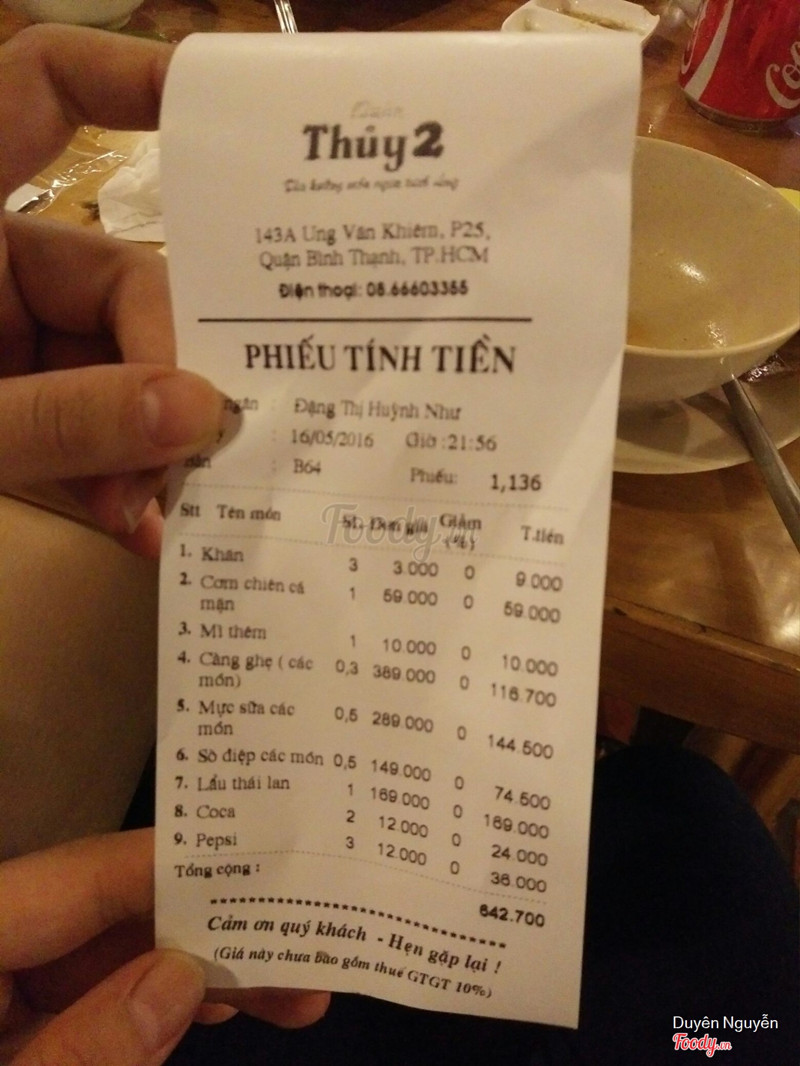 Quán
Thủy 2
143A Ung Văn Khiêm, P25,
Quận Bình Thạnh, TP.HCM
Điện thoại: 08.66603355
PHIẾU TÍNH TIỀN
ngân : Đặng Thị Huỳnh Như
y : 16/05/2016 Giờ :21:56
Bàn : B64 Phiếu: 1,136
Stt Tên món SL Đơn giá Giảm (%) T.tiền
1. Khăn 3 3.000 0 9.000
2. Cơm chiên cá 1 59.000 0 59.000
mặn
3. Mì thêm 1 10.000 0 10.000
4. Càng ghẹ ( các 0,3 389.000 0 116.700
món)
5. Mực sữa các 0,5 289.000 0 144.500
món
6. Sò điệp các món 0,5 149.000 0 74.500
7. Lẩu thái lan 1 169.000 0 169.000
8. Coca 2 12.000 0 24.000
9. Pepsi 3 12.000 0 36.000
Tổng cộng : 642.700
Cảm ơn quý khách - Hẹn gặp lại !
(Giá này chưa bao gồm thuế GTGT 10%)
Foody.vn
Coc
Duyên Nguyễn
Foody.vn